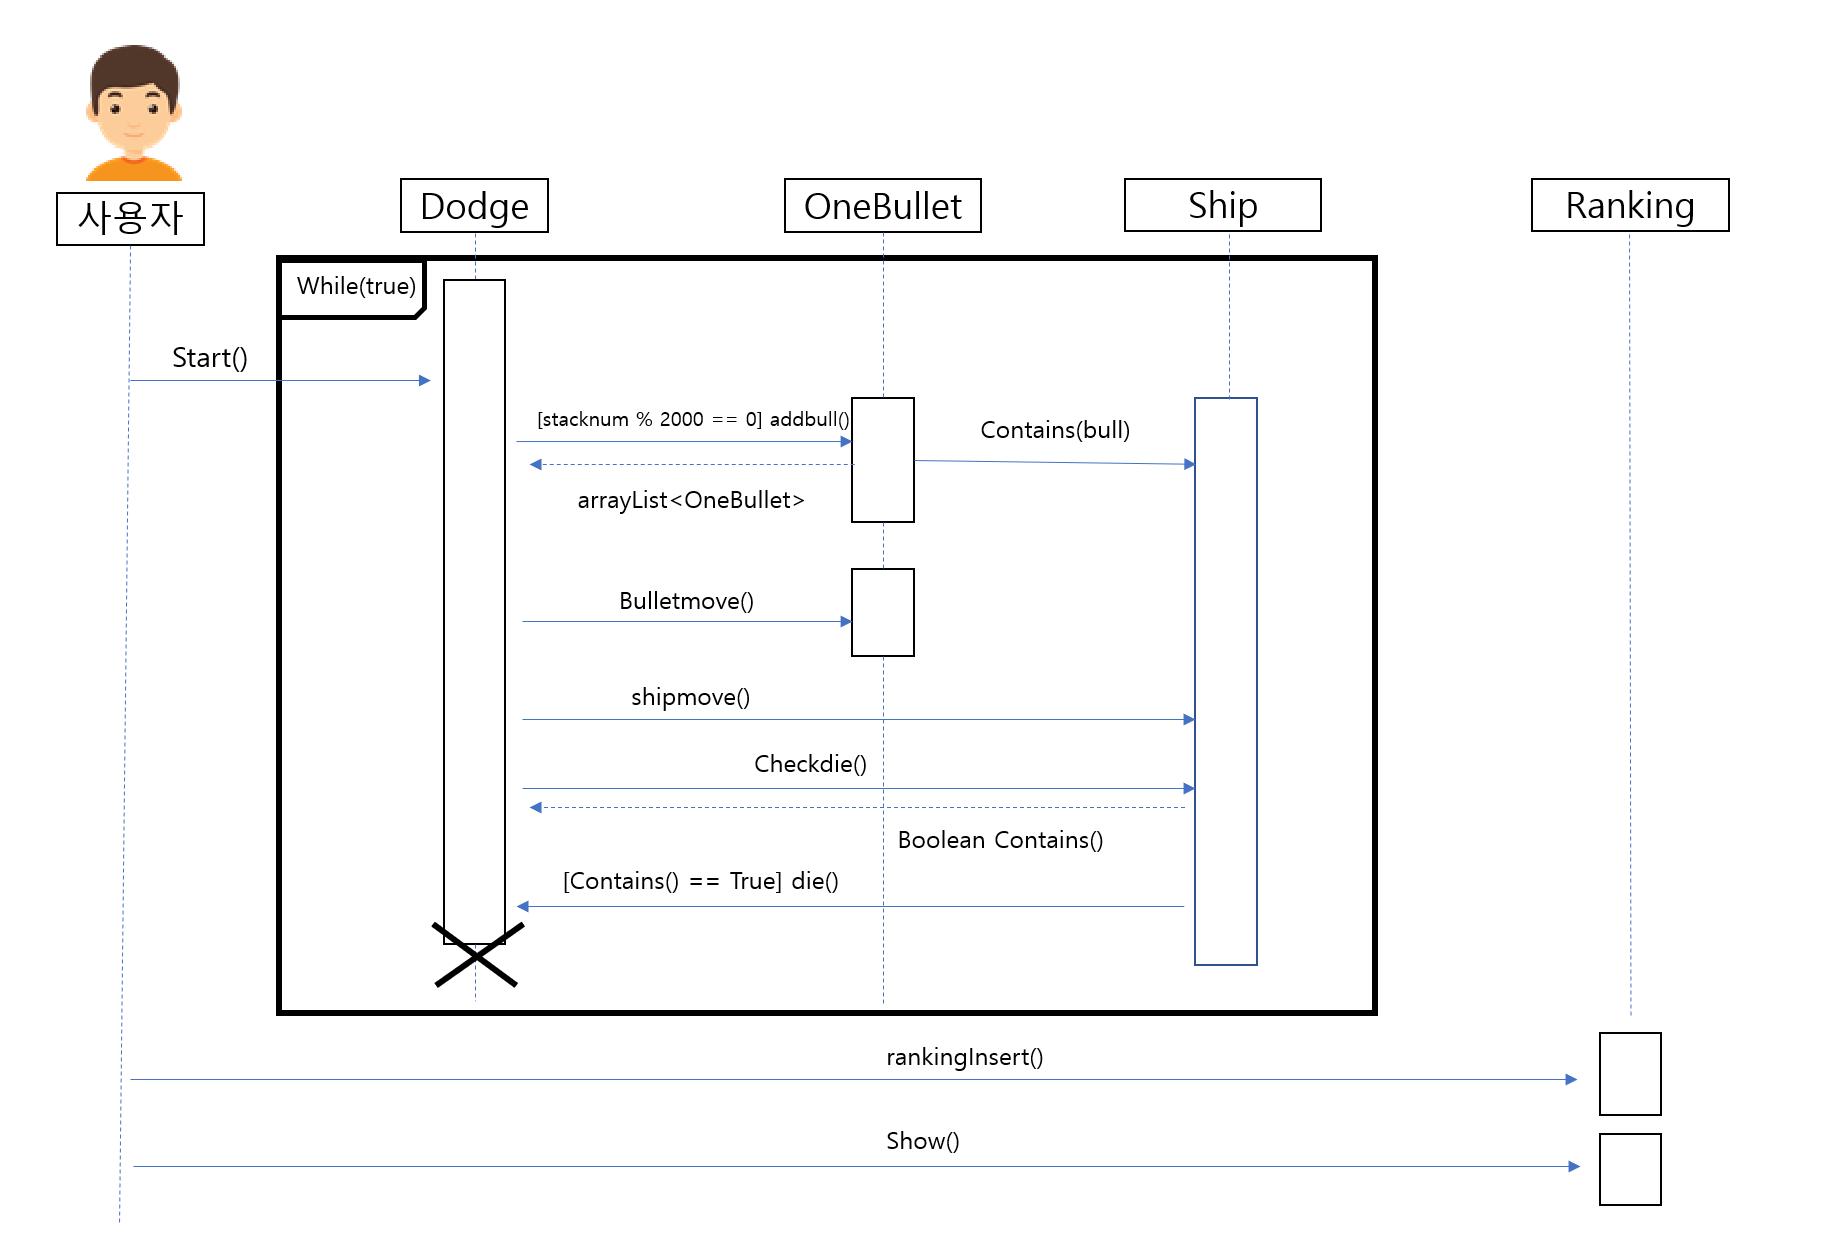 사용자
Dodge
OneBullet
Ship
Ranking
While(true)
Start()
[stacknum % 2000 == 0] addbull()
Contains(bull)
arrayList<OneBullet>
Bulletmove()
shipmove()
Checkdie()
Boolean Contains()
[Contains() == True] die()
rankingInsert()
Show()